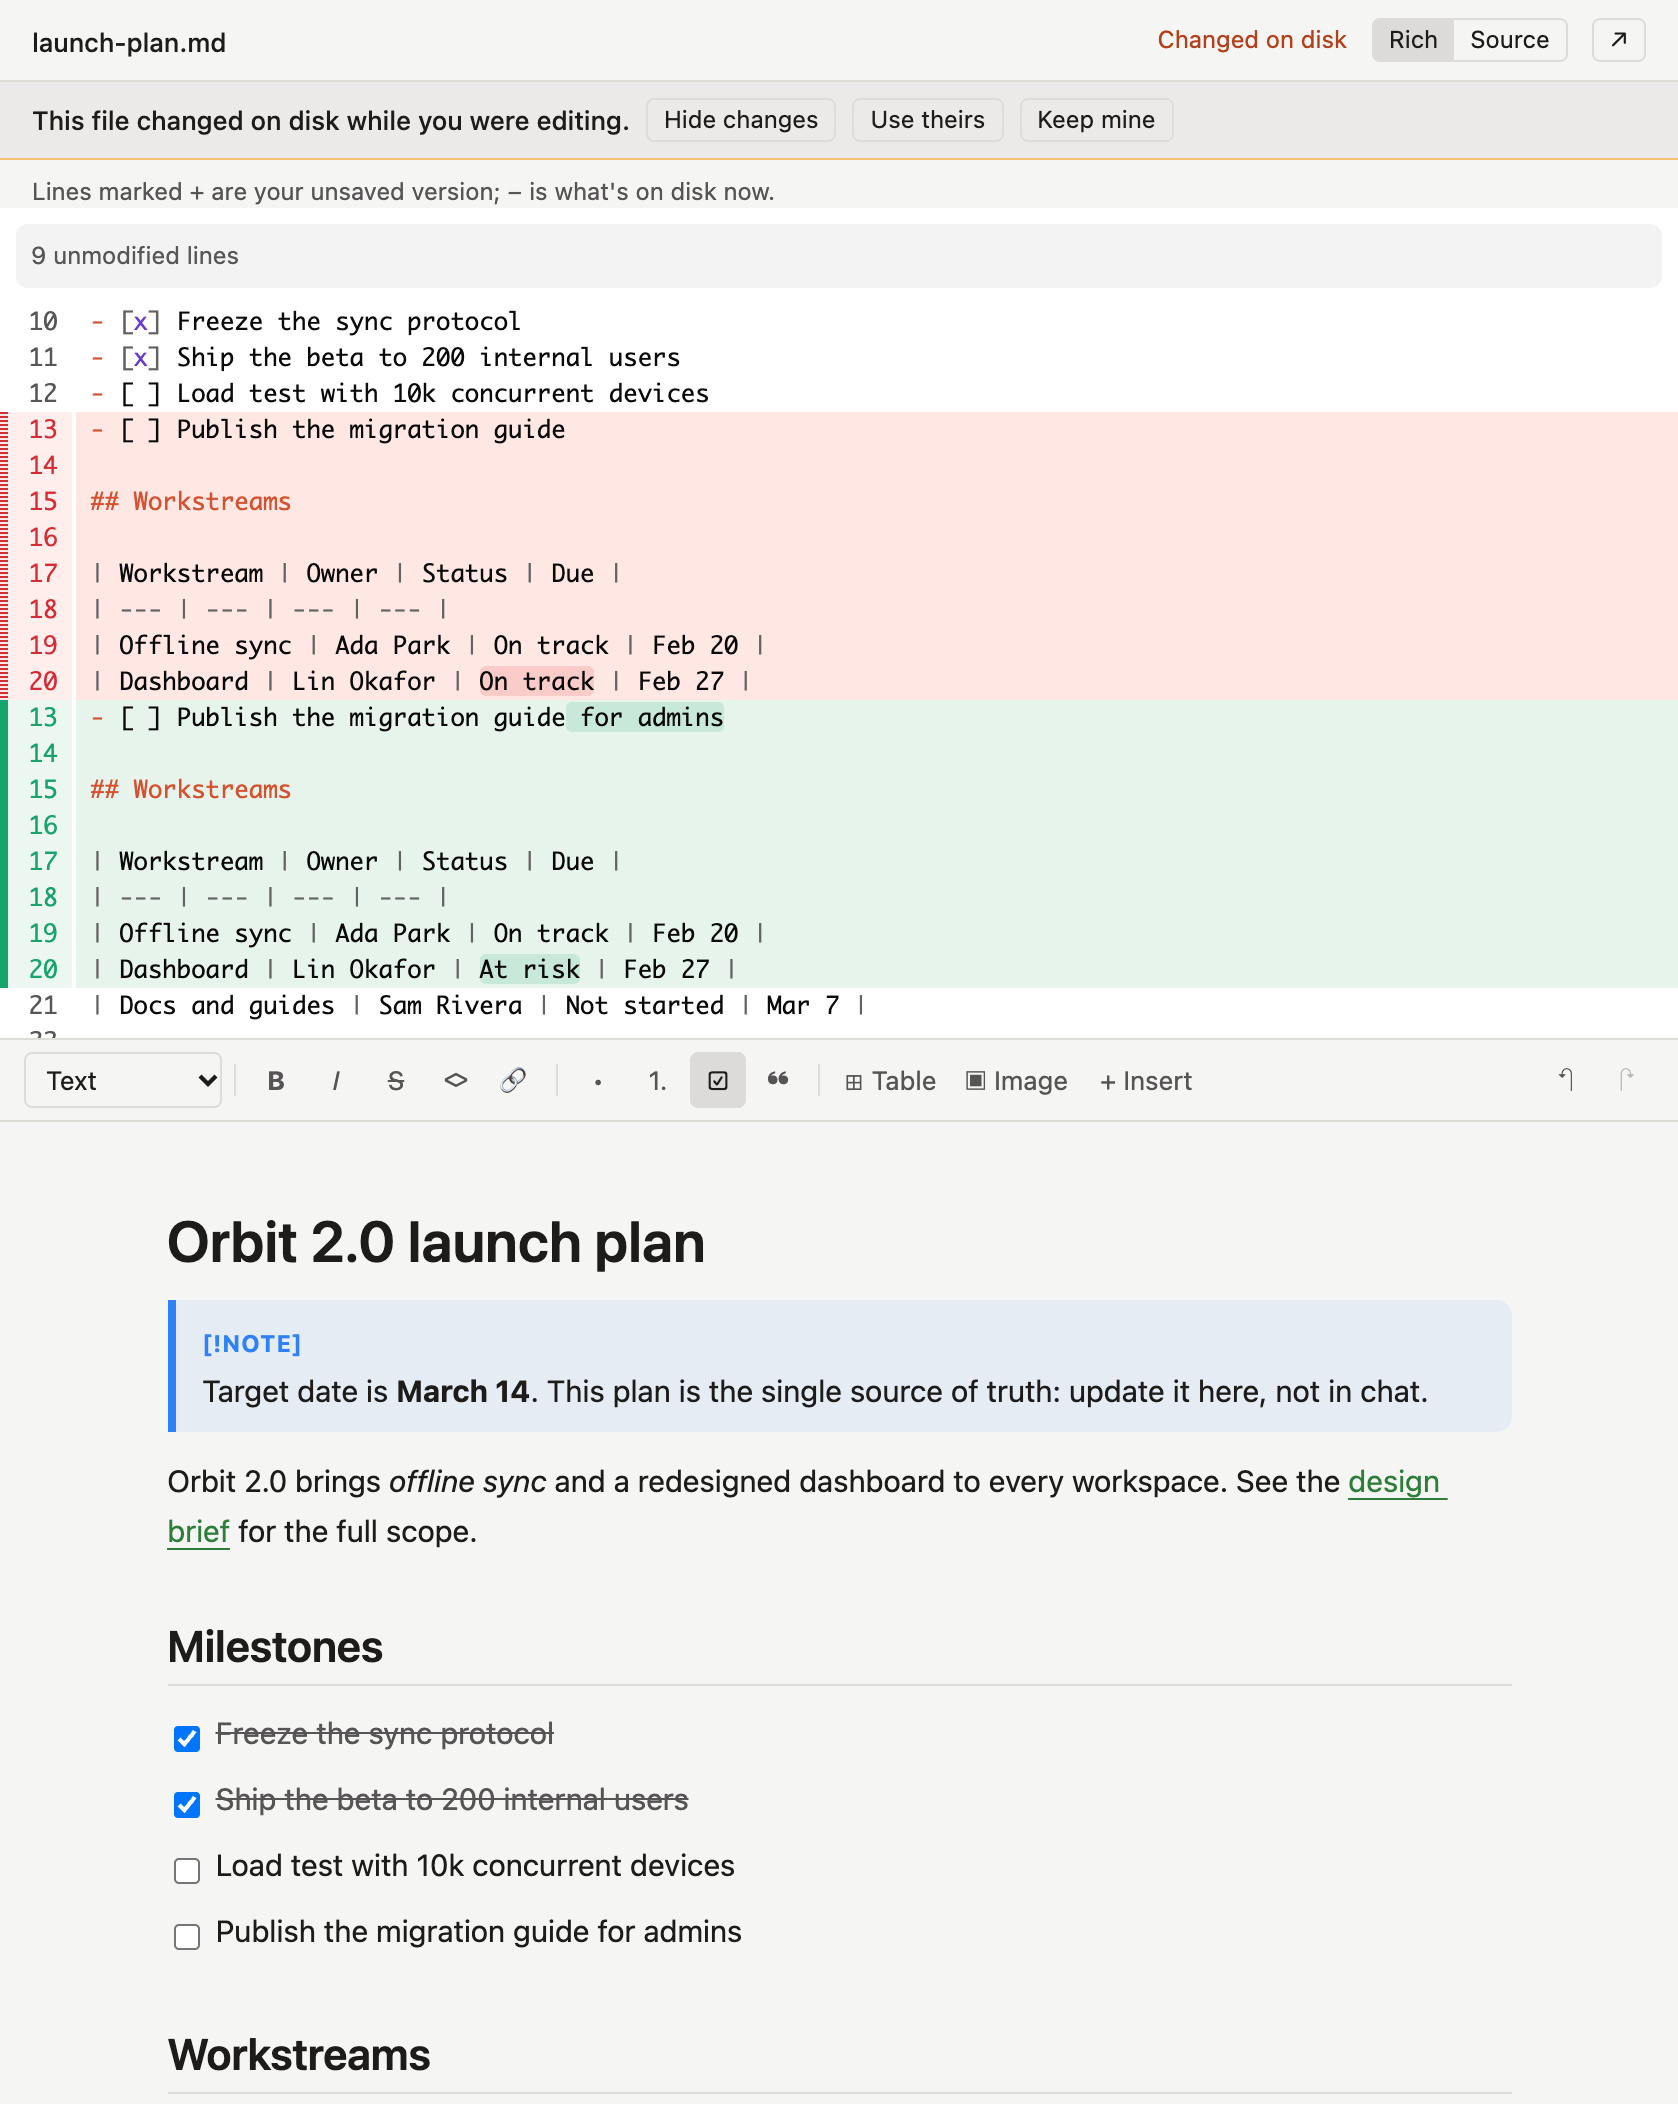 launch-plan.md
Changed on disk
Rich
Source
↗
This file changed on disk while you were editing.
Hide changes
Use theirs
Keep mine
Lines marked + are your unsaved version; – is what's on disk now.
9 unmodified lines
10 - [x] Freeze the sync protocol
11 - [x] Ship the beta to 200 internal users
12 - [ ] Load test with 10k concurrent devices
13 - [ ] Publish the migration guide
14
15 ## Workstreams
16
17 | Workstream | Owner | Status | Due |
18 | --- | --- | --- | --- |
19 | Offline sync | Ada Park | On track | Feb 20 |
20 | Dashboard | Lin Okafor | On track | Feb 27 |
13 - [ ] Publish the migration guide for admins
14
15 ## Workstreams
16
17 | Workstream | Owner | Status | Due |
18 | --- | --- | --- | --- |
19 | Offline sync | Ada Park | On track | Feb 20 |
20 | Dashboard | Lin Okafor | At risk | Feb 27 |
21 | Docs and guides | Sam Rivera | Not started | Mar 7 |
Text
B
I
S
<>
•
1.
❝
Table
Image
+ Insert
Orbit 2.0 launch plan
[!NOTE]
Target date is March 14. This plan is the single source of truth: update it here, not in chat.
Orbit 2.0 brings offline sync and a redesigned dashboard to every workspace. See the design
brief for the full scope.
Milestones
Freeze the sync protocol
Ship the beta to 200 internal users
Load test with 10k concurrent devices
Publish the migration guide for admins
Workstreams